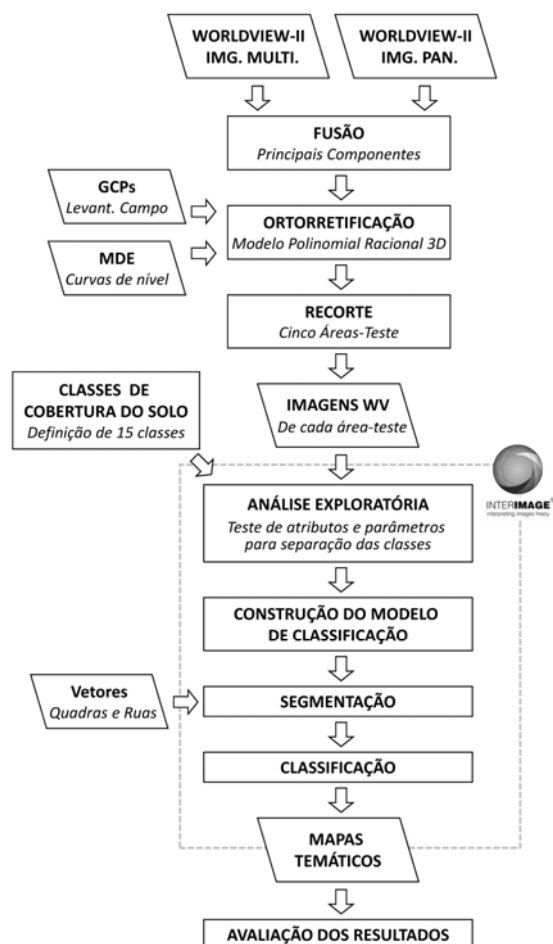 WORLDVIEW-II
IMG. MULTI.
WORLDVIEW-II
IMG. PAN.
FUSÃO
Principais Componentes
GCPs
Levant. Campo
ORTORRETIFICAÇÃO
Modelo Polinomial Racional 3D
MDE
Curvas de nível
RECORTE
Cinco Áreas-Teste
CLASSES DE
COBERTURA DO SOLO
Definição de 15 classes
IMAGENS WV
De cada área-teste
INTERIMAGE
interpreting images freely
ANÁLISE EXPLORATÓRIA
Teste de atributos e parâmetros
para separação das classes
CONSTRUÇÃO DO MODELO
DE CLASSIFICAÇÃO
Vetores
Quadras e Ruas
SEGMENTAÇÃO
CLASSIFICAÇÃO
MAPAS
TEMÁTICOS
AVALIAÇÃO DOS RESULTADOS